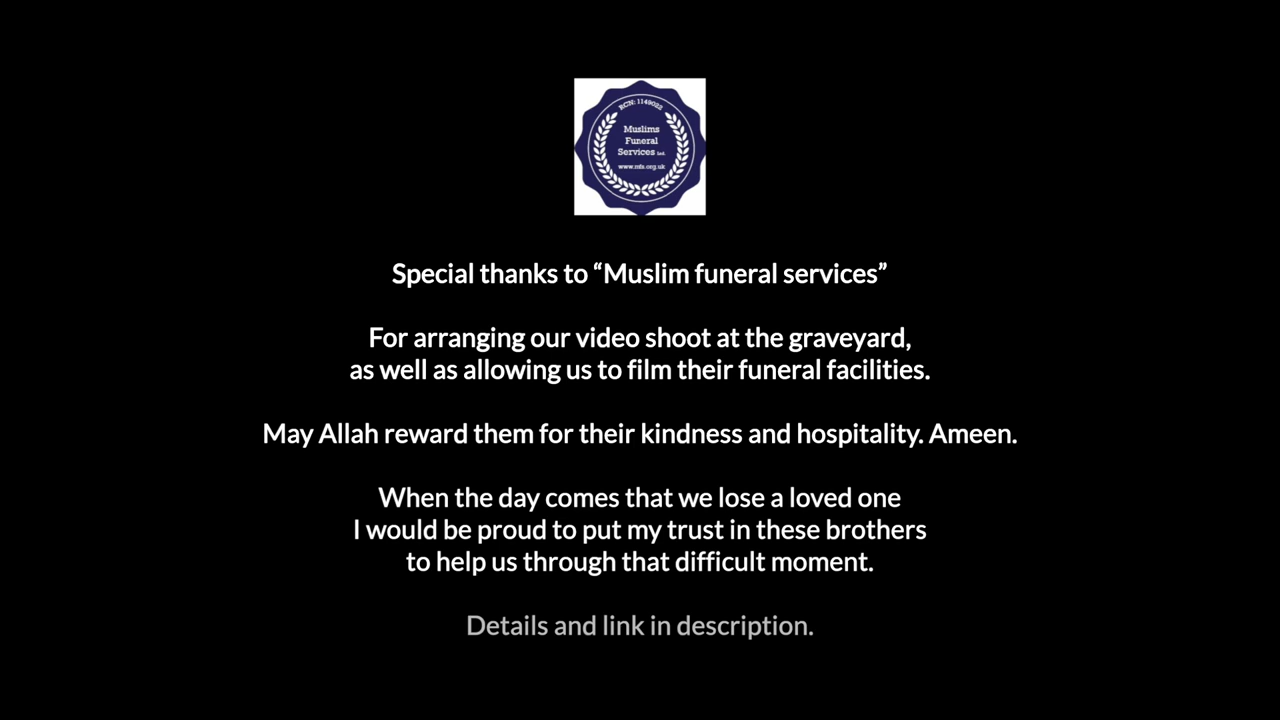 RCN: 1149022
Muslims
Funeral
Services Ltd.
www.mfs.org.uk
Special thanks to “Muslim funeral services”
For arranging our video shoot at the graveyard,
as well as allowing us to film their funeral facilities.
May Allah reward them for their kindness and hospitality. Ameen.
When the day comes that we lose a loved one
I would be proud to put my trust in these brothers
to help us through that difficult moment.
Details and link in description.